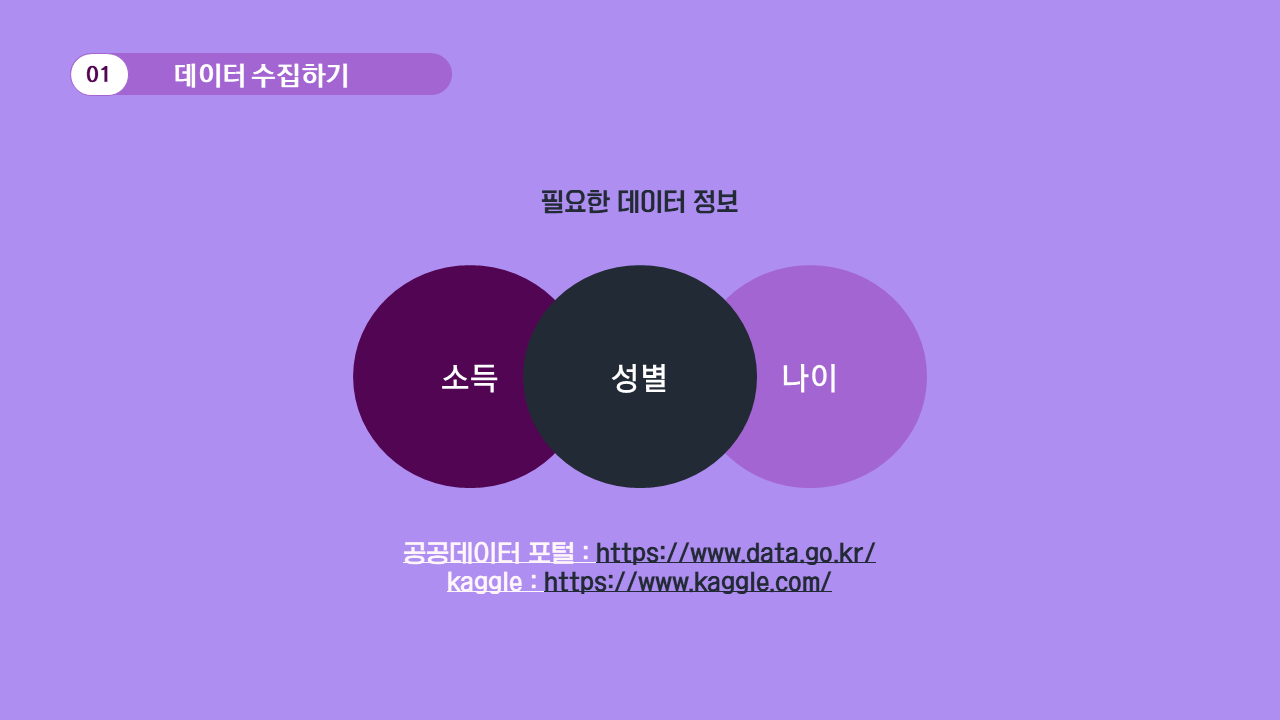 01 데이터 수집하기
필요한 데이터 정보
소득 성별 나이
공공데이터 포털 : https://www.data.go.kr/
kaggle : https://www.kaggle.com/